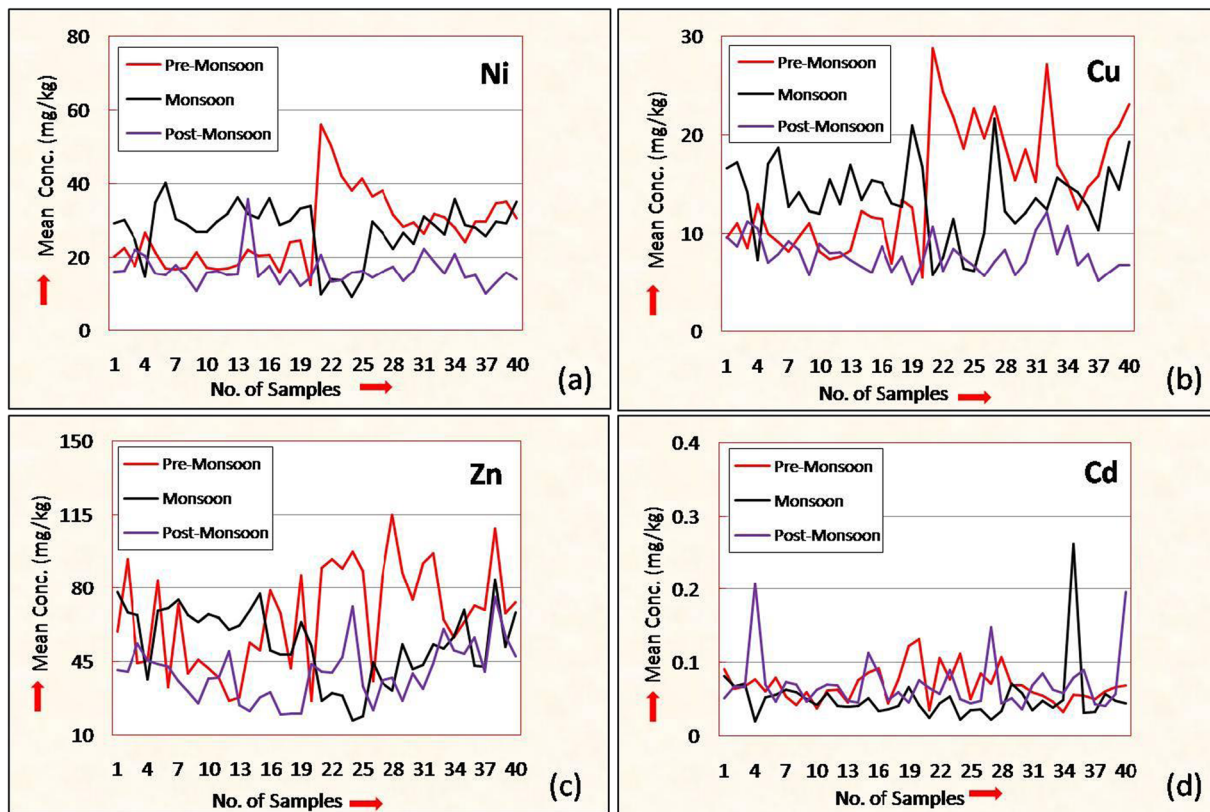 80
60
40
20
0
Mean Conc. (mg/kg)
Pre-Monsoon
Monsoon
Post-Monsoon
Ni
1 4 7 10 13 16 19 22 25 28 31 34 37 40
No. of Samples
(a)
30
20
10
0
Mean Conc. (mg/kg)
Pre-Monsoon
Monsoon
Post-Monsoon
Cu
1 4 7 10 13 16 19 22 25 28 31 34 37 40
No. of Samples
(b)
150
115
80
45
10
Mean Conc. (mg/kg)
Pre-Monsoon
Monsoon
Post-Monsoon
Zn
1 4 7 10 13 16 19 22 25 28 31 34 37 40
No. of Samples
(c)
0.4
0.3
0.2
0.1
0
Mean Conc. (mg/kg)
Pre-Monsoon
Monsoon
Post-Monsoon
Cd
1 4 7 10 13 16 19 22 25 28 31 34 37 40
No. of Samples
(d)